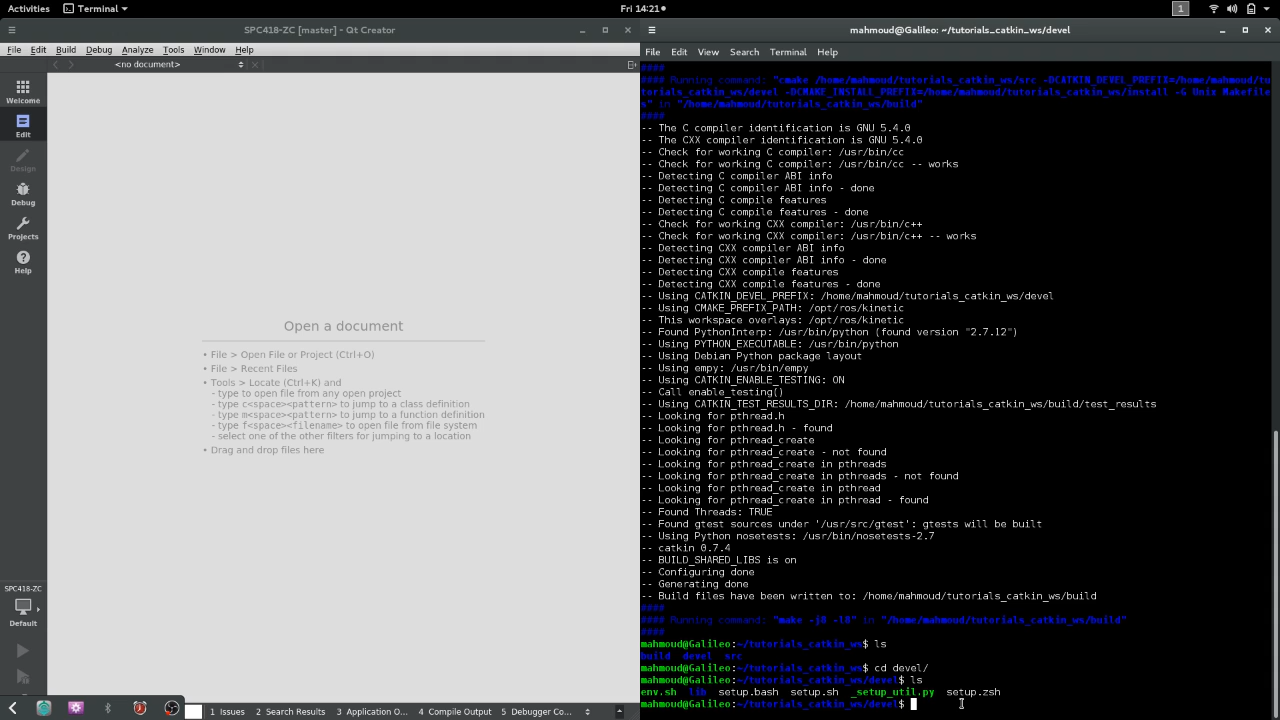 Activities
Terminal
Fri 14:21
1
SPC418-ZC [master] - Qt Creator
File Edit Build Debug Analyze Tools Window Help
<no document>
Welcome
Edit
Design
Debug
Projects
Help
Open a document
• File > Open File or Project (Ctrl+O)
• File > Recent Files
• Tools > Locate (Ctrl+K) and
- type to open file from any open project
- type c<space><pattern> to jump to a class definition
- type m<space><pattern> to jump to a function definition
- type f<space><filename> to open file from file system
- select one of the other filters for jumping to a location
• Drag and drop files here
SPC418-ZC
Default
1 Issues 2 Search Results 3 Application O... 4 Compile Output 5 Debugger Co...
mahmoud@Galileo: ~/tutorials_catkin_ws/devel
File Edit View Search Terminal Help
####
#### Running command: "cmake /home/mahmoud/tutorials_catkin_ws/src -DCATKIN_DEVEL_PREFIX=/home/mahmoud/tu
torials_catkin_ws/devel -DCMAKE_INSTALL_PREFIX=/home/mahmoud/tutorials_catkin_ws/install -G Unix Makefile
s" in "/home/mahmoud/tutorials_catkin_ws/build"
####
-- The C compiler identification is GNU 5.4.0
-- The CXX compiler identification is GNU 5.4.0
-- Check for working C compiler: /usr/bin/cc
-- Check for working C compiler: /usr/bin/cc -- works
-- Detecting C compiler ABI info
-- Detecting C compiler ABI info - done
-- Detecting C compile features
-- Detecting C compile features - done
-- Check for working CXX compiler: /usr/bin/c++
-- Check for working CXX compiler: /usr/bin/c++ -- works
-- Detecting CXX compiler ABI info
-- Detecting CXX compiler ABI info - done
-- Detecting CXX compile features
-- Detecting CXX compile features - done
-- Using CATKIN_DEVEL_PREFIX: /home/mahmoud/tutorials_catkin_ws/devel
-- Using CMAKE_PREFIX_PATH: /opt/ros/kinetic
-- This workspace overlays: /opt/ros/kinetic
-- Found PythonInterp: /usr/bin/python (found version "2.7.12")
-- Using PYTHON_EXECUTABLE: /usr/bin/python
-- Using Debian Python package layout
-- Using empy: /usr/bin/empy
-- Using CATKIN_ENABLE_TESTING: ON
-- Call enable_testing()
-- Using CATKIN_TEST_RESULTS_DIR: /home/mahmoud/tutorials_catkin_ws/build/test_results
-- Looking for pthread.h
-- Looking for pthread.h - found
-- Looking for pthread_create
-- Looking for pthread_create - not found
-- Looking for pthread_create in pthreads
-- Looking for pthread_create in pthreads - not found
-- Looking for pthread_create in pthread
-- Looking for pthread_create in pthread - found
-- Found Threads: TRUE
-- Found gtest sources under '/usr/src/gtest': gtests will be built
-- Using Python nosetests: /usr/bin/nosetests-2.7
-- catkin 0.7.4
-- BUILD_SHARED_LIBS is on
-- Configuring done
-- Generating done
-- Build files have been written to: /home/mahmoud/tutorials_catkin_ws/build
####
#### Running command: "make -j8 -l8" in "/home/mahmoud/tutorials_catkin_ws/build"
####
mahmoud@Galileo:~/tutorials_catkin_ws$ ls
build devel src
mahmoud@Galileo:~/tutorials_catkin_ws$ cd devel/
mahmoud@Galileo:~/tutorials_catkin_ws/devel$ ls
env.sh lib setup.bash setup.sh _setup_util.py setup.zsh
mahmoud@Galileo:~/tutorials_catkin_ws/devel$